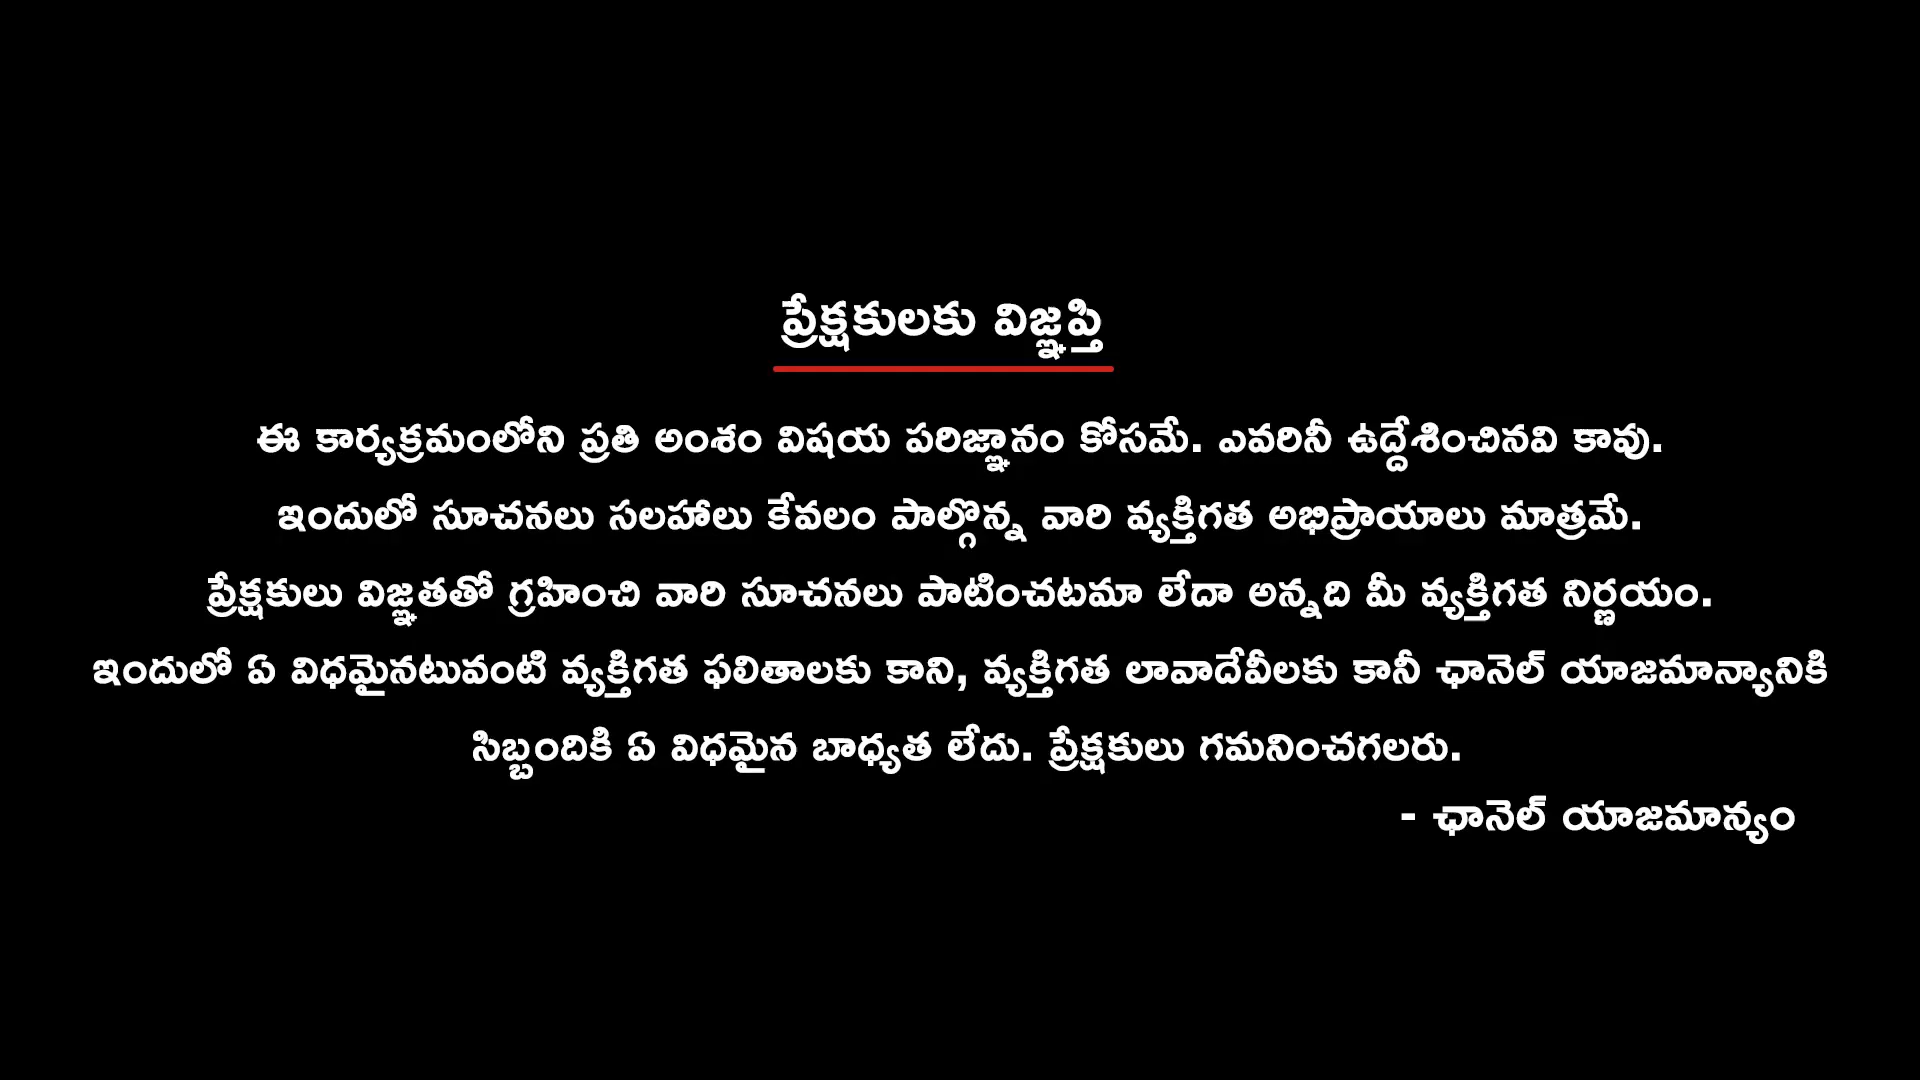 ప్రేక్షకులకు విజ్ఞప్తి
ఈ కార్యక్రమంలోని ప్రతి అంశం విషయ పరిజ్ఞానం కోసమే. ఎవరినీ ఉద్దేశించినవి కావు.
ఇందులో సూచనలు సలహాలు కేవలం పాల్గొన్న వారి వ్యక్తిగత అభిప్రాయాలు మాత్రమే.
ప్రేక్షకులు విజ్ఞతతో గ్రహించి వారి సూచనలు పాటించటమా లేదా అన్నది మీ వ్యక్తిగత నిర్ణయం.
ఇందులో ఏ విధమైనటువంటి వ్యక్తిగత ఫలితాలకు కాని, వ్యక్తిగత లావాదేవీలకు కానీ ఛానెల్ యాజమాన్యానికి
సిబ్బందికి ఏ విధమైన బాధ్యత లేదు. ప్రేక్షకులు గమనించగలరు.
- ఛానెల్ యాజమాన్యం